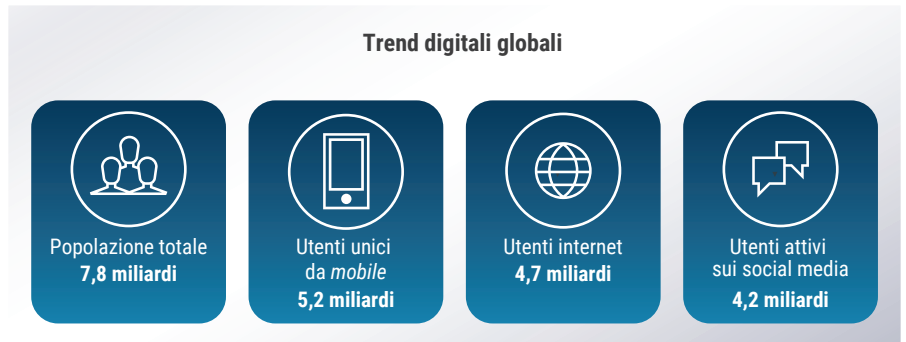 Trend digitali globali
Popolazione totale
7,8 miliardi
Utenti unici
da mobile
5,2 miliardi
Utenti internet
4,7 miliardi
Utenti attivi
sui social media
4,2 miliardi